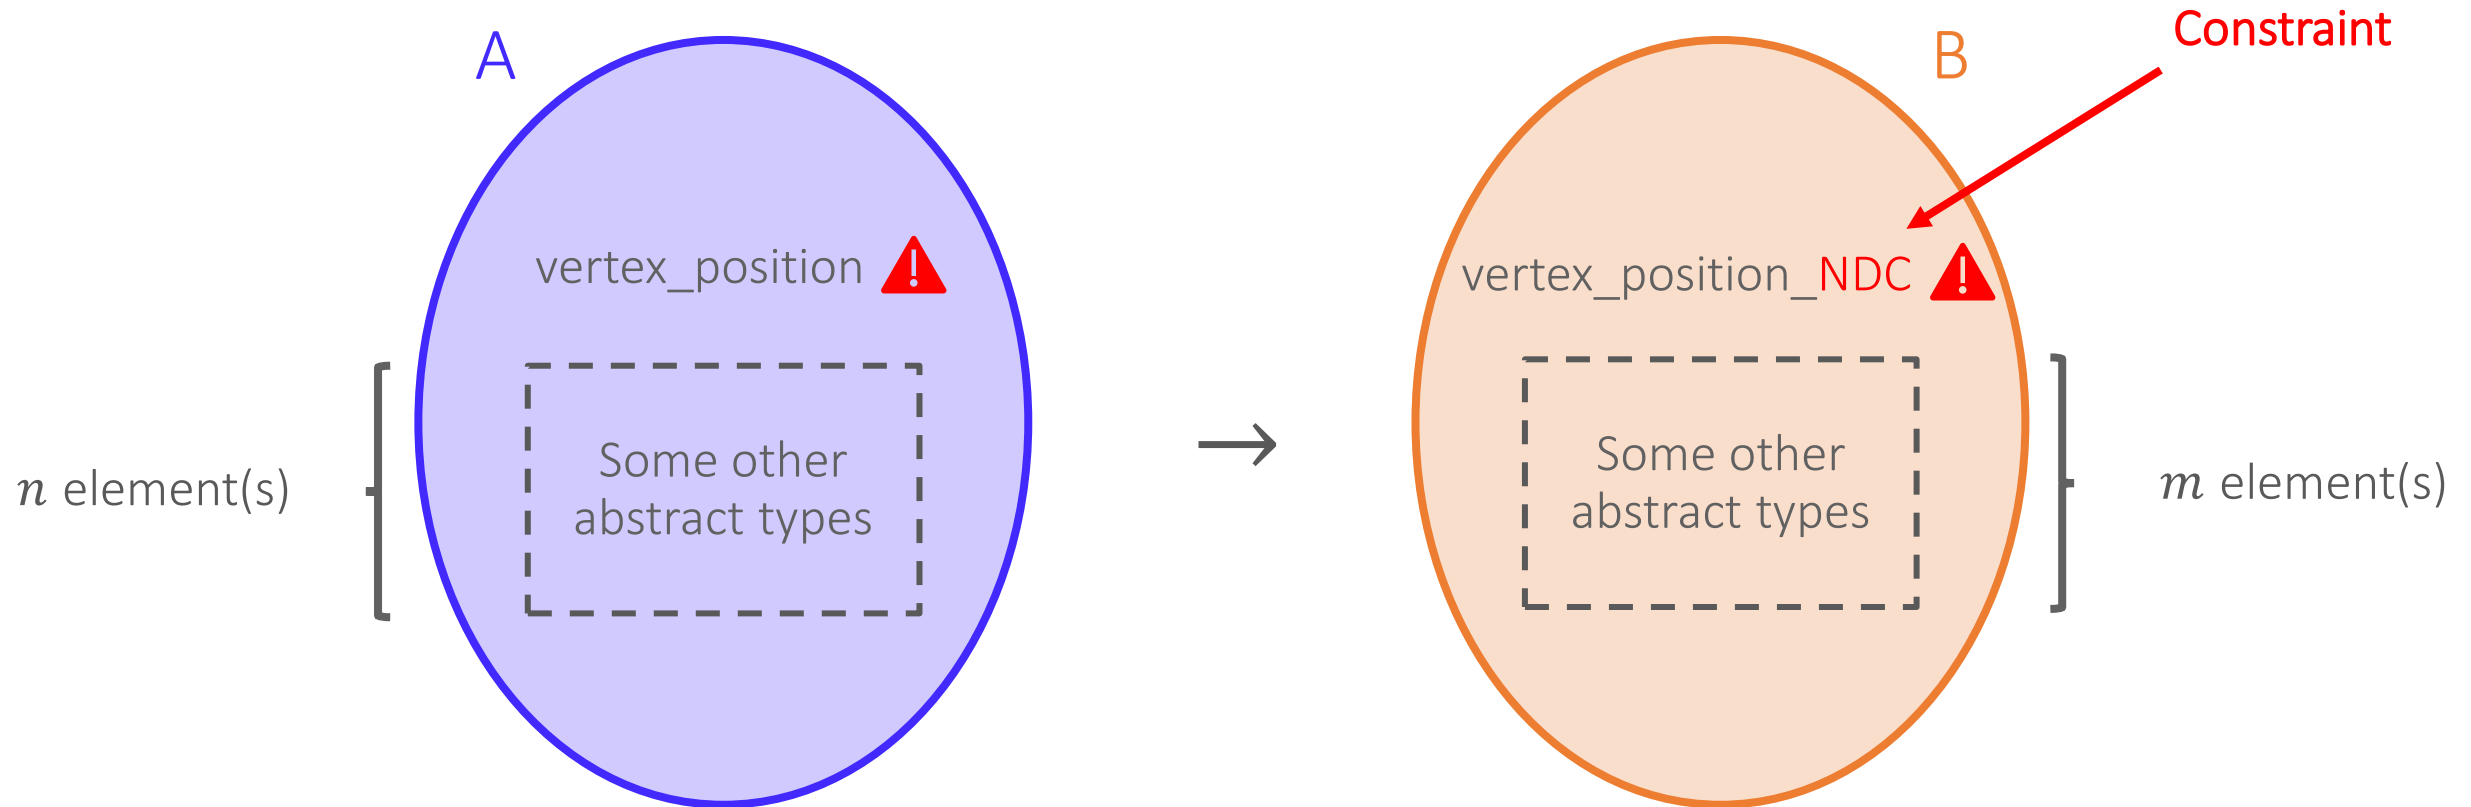 Constraint
A
B
vertex_position
vertex_position_NDC
n element(s)
Some other
abstract types
→
Some other
abstract types
m element(s)